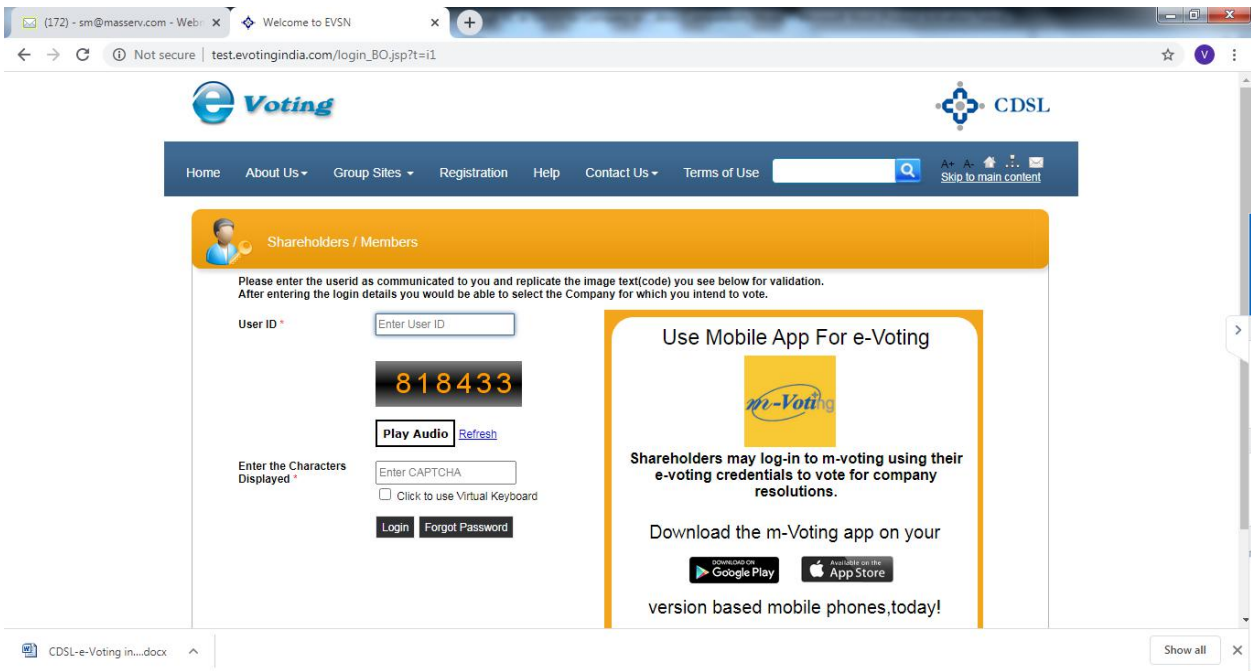 (172) - sm@masserv.com - Web
Welcome to EVSN
Not secure | test.evotingindia.com/login_BO.jsp?t=i1
V
e Voting
CDSL
Home About Us Group Sites Registration Help Contact Us Terms of Use
A+ A-
Skip to main content
Shareholders / Members
Please enter the userid as communicated to you and replicate the image text(code) you see below for validation.
After entering the login details you would be able to select the Company for which you intend to vote.
User ID *
Enter User ID
818433
Play Audio Refresh
Enter the Characters
Displayed *
Enter CAPTCHA
Click to use Virtual Keyboard
Login Forgot Password
Use Mobile App For e-Voting
m-Voting
Shareholders may log-in to m-voting using their
e-voting credentials to vote for company
resolutions.
Download the m-Voting app on your
DOWNLOAD ON
Google Play
Available on the
App Store
version based mobile phones,today!
CDSL-e-Voting in....docx
Show all